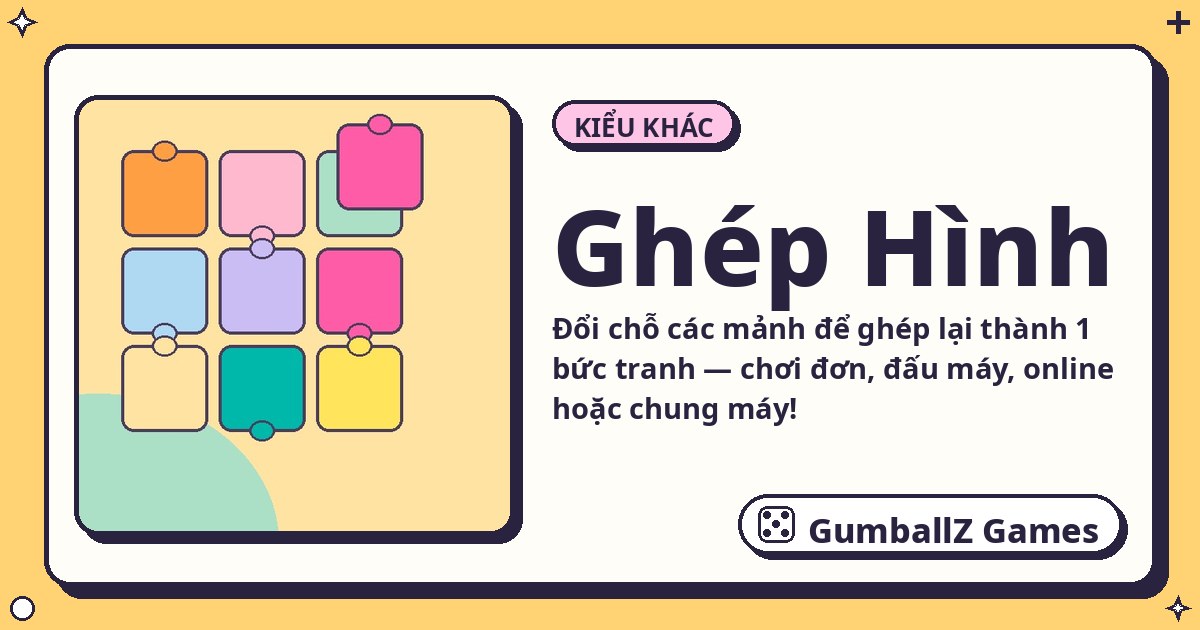 KIỂU KHÁC
Ghép Hình
Đổi chỗ các mảnh để ghép lại thành 1
bức tranh — chơi đơn, đấu máy, online
hoặc chung máy!
GumballZ Games